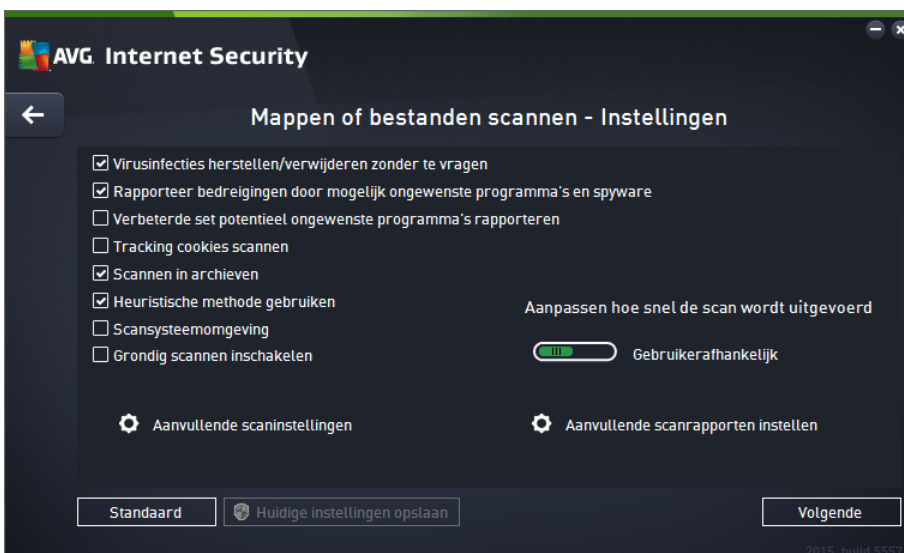 AVG. Internet Security
Mappen of bestanden scannen - Instellingen
Virusinfecties herstellen/verwijderen zonder te vragen
Rapporteer bedreigingen door mogelijk ongewenste programma's en spyware
Verbeterde set potentieel ongewenste programma's rapporteren
Tracking cookies scannen
Scannen in archieven
Heuristische methode gebruiken
Scansysteemomgeving
Grondig scannen inschakelen
Aanpassen hoe snel de scan wordt uitgevoerd
Gebruikerafhankelijk
Aanvullende scaninstellingen
Aanvullende scanrapporten instellen
Standaard
Huidige instellingen opslaan
Volgende
2015, build 5557